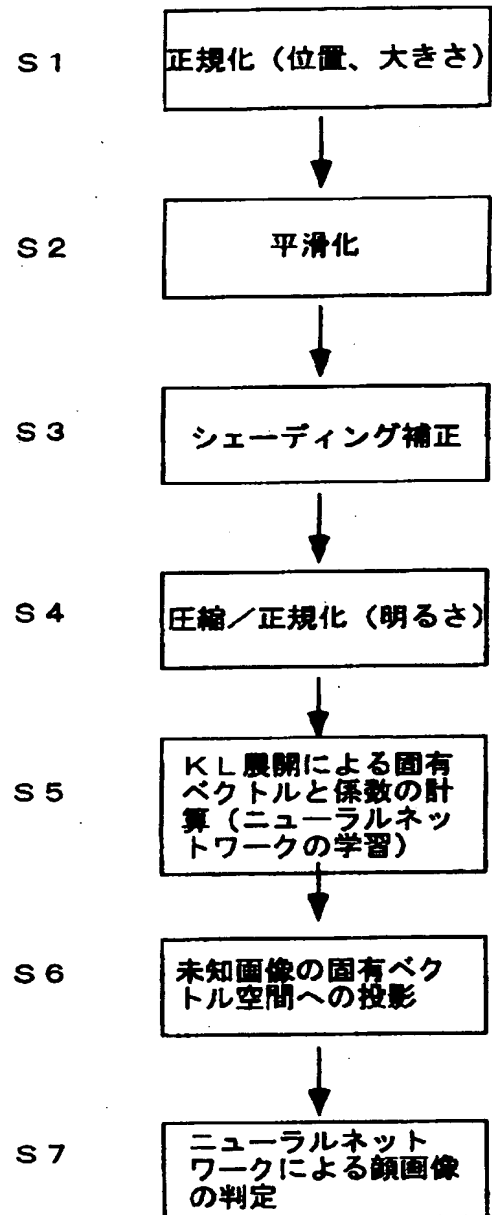 S1
正規化（位置、大きさ）
S2
平滑化
S3
シェーディング補正
S4
圧縮／正規化（明るさ）
S5
KL展開による固有
ベクトルと係数の計
算（ニューラルネッ
トワークの学習）
S6
未知画像の固有ベク
トル空間への投影
S7
ニューラルネット
ワークによる顔画像
の判定